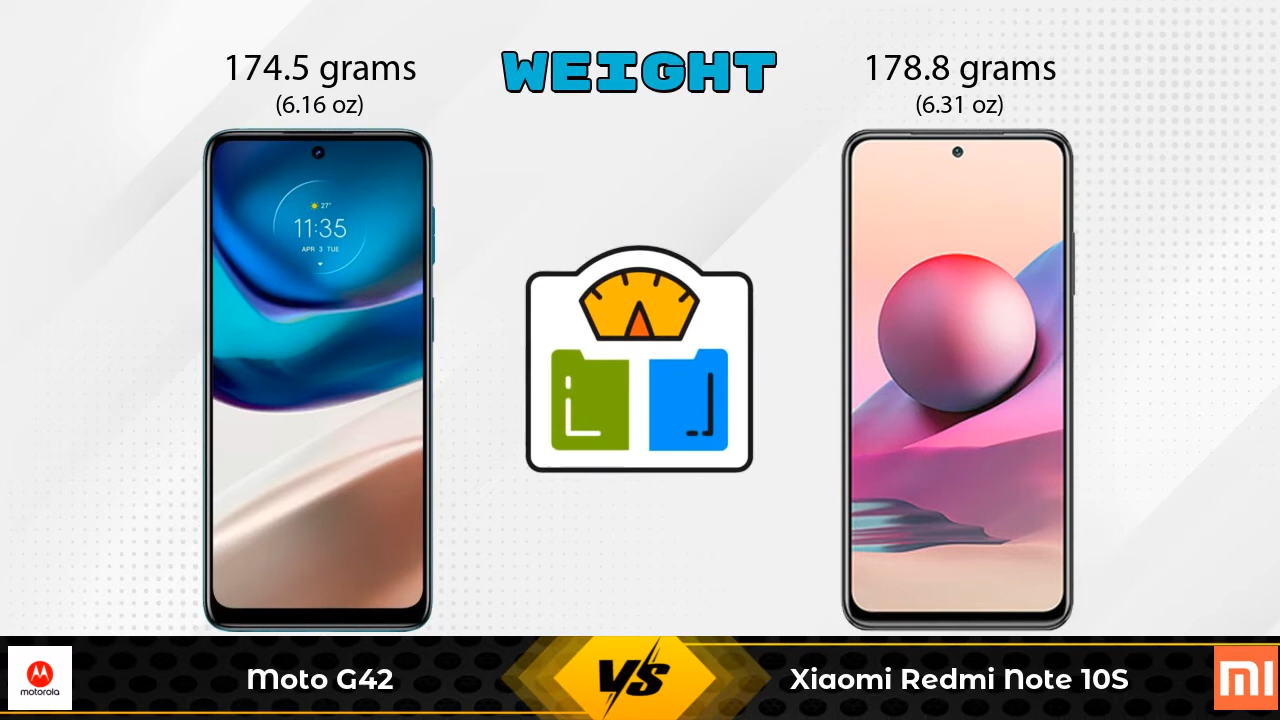 174.5 grams
(6.16 oz)
WEIGHT
178.8 grams
(6.31 oz)
27°
11:35
APR 3 TUE
motorola
Moto G42
VS
Xiaomi Redmi Note 10S
MI